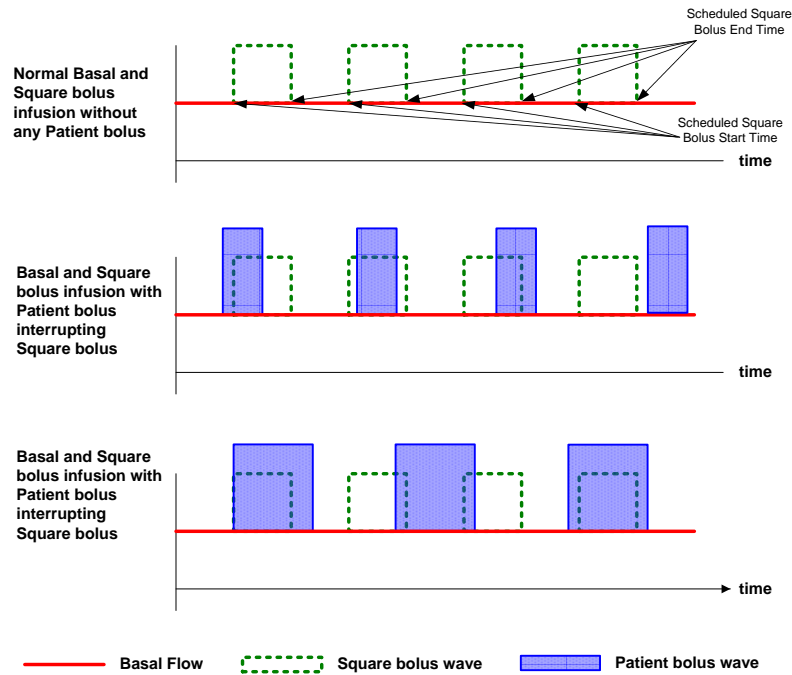 Scheduled Square
Bolus End Time
Normal Basal and
Square bolus
infusion without
any Patient bolus
Scheduled Square
Bolus Start Time
time
Basal and Square
bolus infusion with
Patient bolus
interrupting
Square bolus
time
Basal and Square
bolus infusion with
Patient bolus
interrupting
Square bolus
time
Basal Flow
Square bolus wave
Patient bolus wave